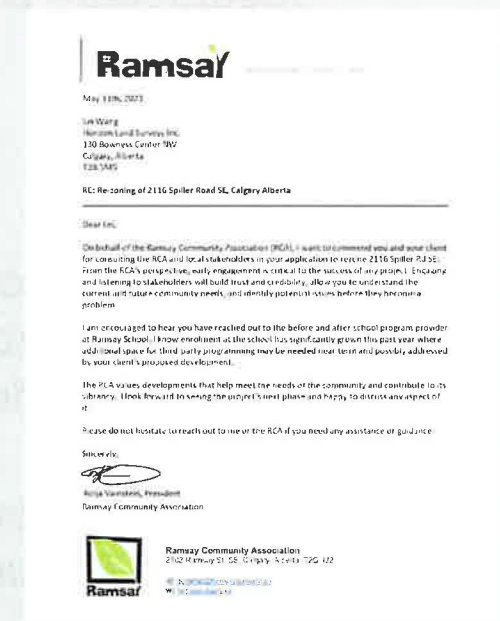 Ramsay
May 11th, 2023
Lei Wang
Horizon Land Surveys Inc.
130 Bowness Center NW
Calgary, Alberta
RE: Re-zoning of 2116 Spiller Road SE, Calgary Alberta
Dear Lei,
On behalf of the Ramsay Community Association (RCA), I want to commend you and your client
for consulting the RCA and local stakeholders in your application to rezone 2116 Spiller Rd SE.
From the RCA's perspective, early engagement is critical to the success of any project. Engaging
and listening to stakeholders will build trust and credibility, allow you to understand the
current and future community needs, and identify potential issues before they become a
problem.
I am encouraged to hear you have reached out to the before and after school program provider
at Ramsay School. I know enrolment at the school has significantly grown this past year where
additional space for third party programming may be needed near term and possibly addressed
by your client's proposed development.
The RCA values developments that help meet the needs of the community and contribute to its
vibrancy. I look forward to seeing the project's next phase and happy to discuss any aspect of
it.
Please do not hesitate to reach out to me or the RCA if you need any assistance or guidance.
Sincerely,
President
Ramsay Community Association
Ramsay Community Association
2102 Ramsay St. SE, Calgary, Alberta
Ramsay